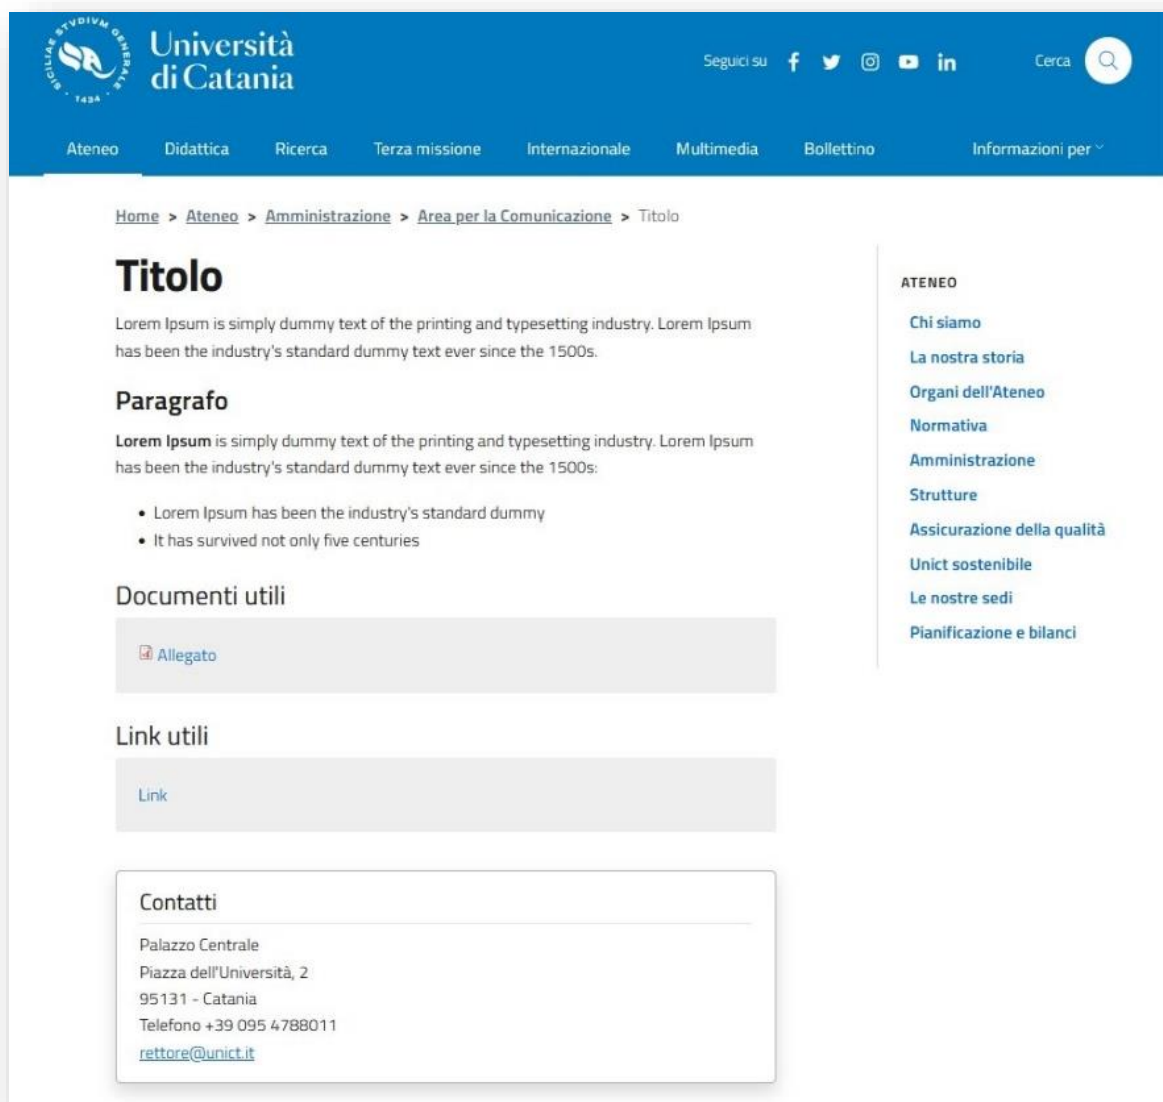 SICILIAE STVDIVM GENERALE
· 1434 ·
Università
di Catania
Seguici su
Cerca
Ateneo Didattica Ricerca Terza missione Internazionale Multimedia Bollettino Informazioni per
Home > Ateneo > Amministrazione > Area per la Comunicazione > Titolo
Titolo
Lorem Ipsum is simply dummy text of the printing and typesetting industry. Lorem Ipsum
has been the industry's standard dummy text ever since the 1500s.
Paragrafo
Lorem Ipsum is simply dummy text of the printing and typesetting industry. Lorem Ipsum
has been the industry's standard dummy text ever since the 1500s:
• Lorem Ipsum has been the industry's standard dummy
• It has survived not only five centuries
Documenti utili
Allegato
Link utili
Link
Contatti
Palazzo Centrale
Piazza dell'Università, 2
95131 - Catania
Telefono +39 095 4788011
rettore@unict.it
ATENEO
Chi siamo
La nostra storia
Organi dell'Ateneo
Normativa
Amministrazione
Strutture
Assicurazione della qualità
Unict sostenibile
Le nostre sedi
Pianificazione e bilanci